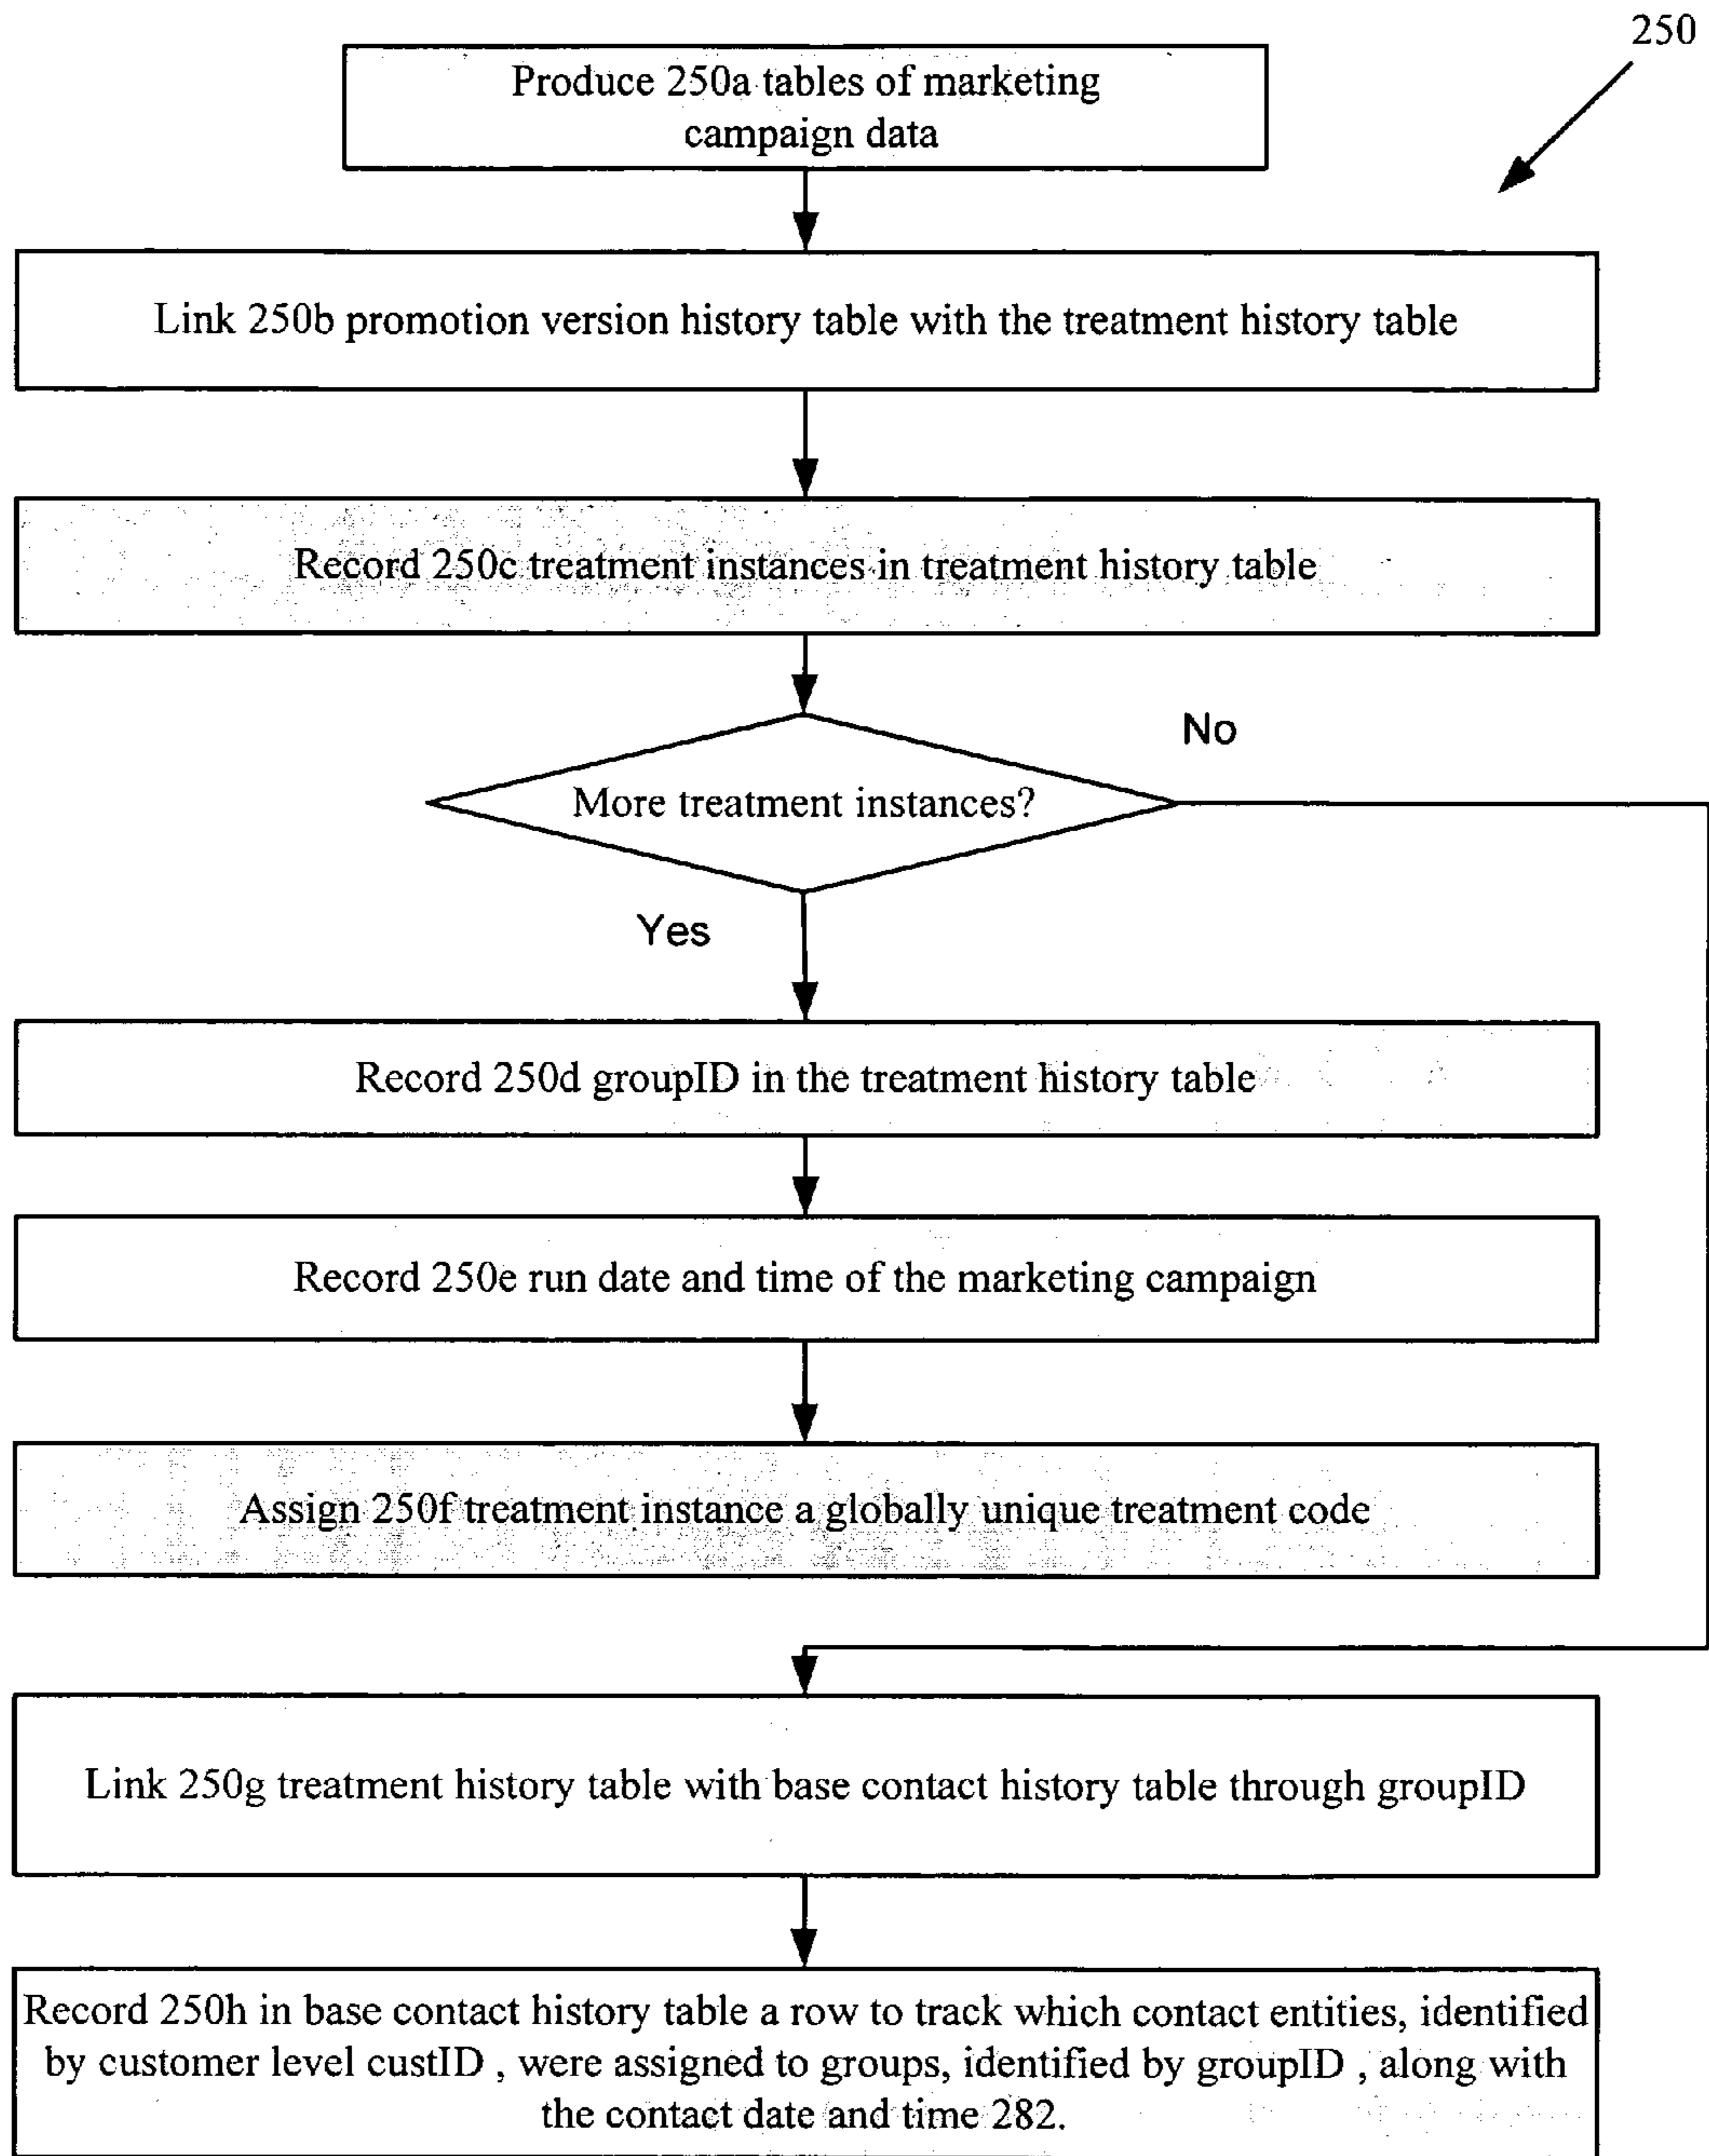 250
Produce 250a tables of marketing
campaign data
Link 250b promotion version history table with the treatment history table
Record 250c treatment instances in treatment history table
No
More treatment instances?
Yes
Record 250d groupID in the treatment history table
Record 250e run date and time of the marketing campaign
Assign 250f treatment instance a globally unique treatment code
Link 250g treatment history table with base contact history table through groupID
Record 250h in base contact history table a row to track which contact entities, identified
by customer level custID , were assigned to groups, identified by groupID , along with
the contact date and time 282.